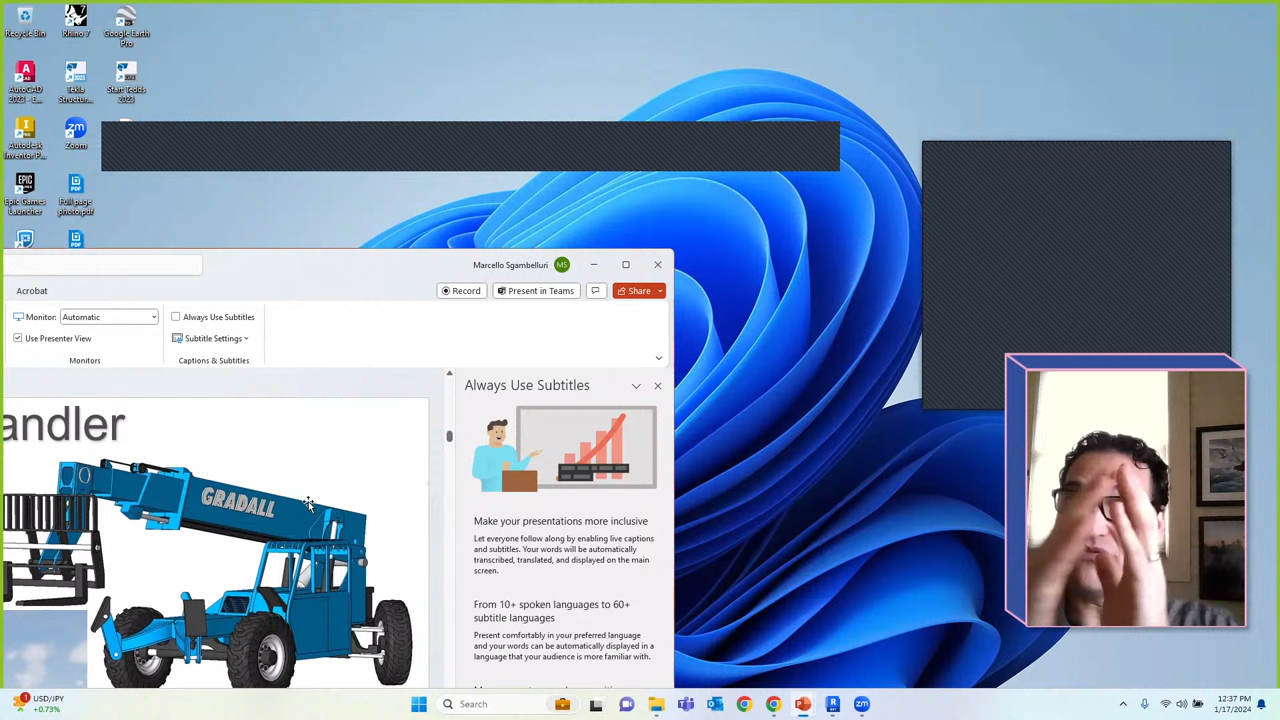 Recycle Bin
Rhino 7
Google Earth
Pro
AutoCAD
2023 - E...
Tekla
Structur...
Start Tedds
2023
Autodesk
Inventor P...
Zoom
Epic Games
Launcher
Full page
photo.pdf
Marcello Sgambelluri
MS
Acrobat
Record
Present in Teams
Share
Monitor:
Automatic
Always Use Subtitles
Use Presenter View
Subtitle Settings
Monitors
Captions & Subtitles
andler
GRADALL
Always Use Subtitles
Make your presentations more inclusive
Let everyone follow along by enabling live captions
and subtitles. Your words will be automatically
transcribed, translated, and displayed on the main
screen.
From 10+ spoken languages to 60+
subtitle languages
Present comfortably in your preferred language
and your words can be automatically displayed in a
language that your audience is more familiar with.
1
USD/JPY
+0.73%
Search
12:37 PM
1/17/2024